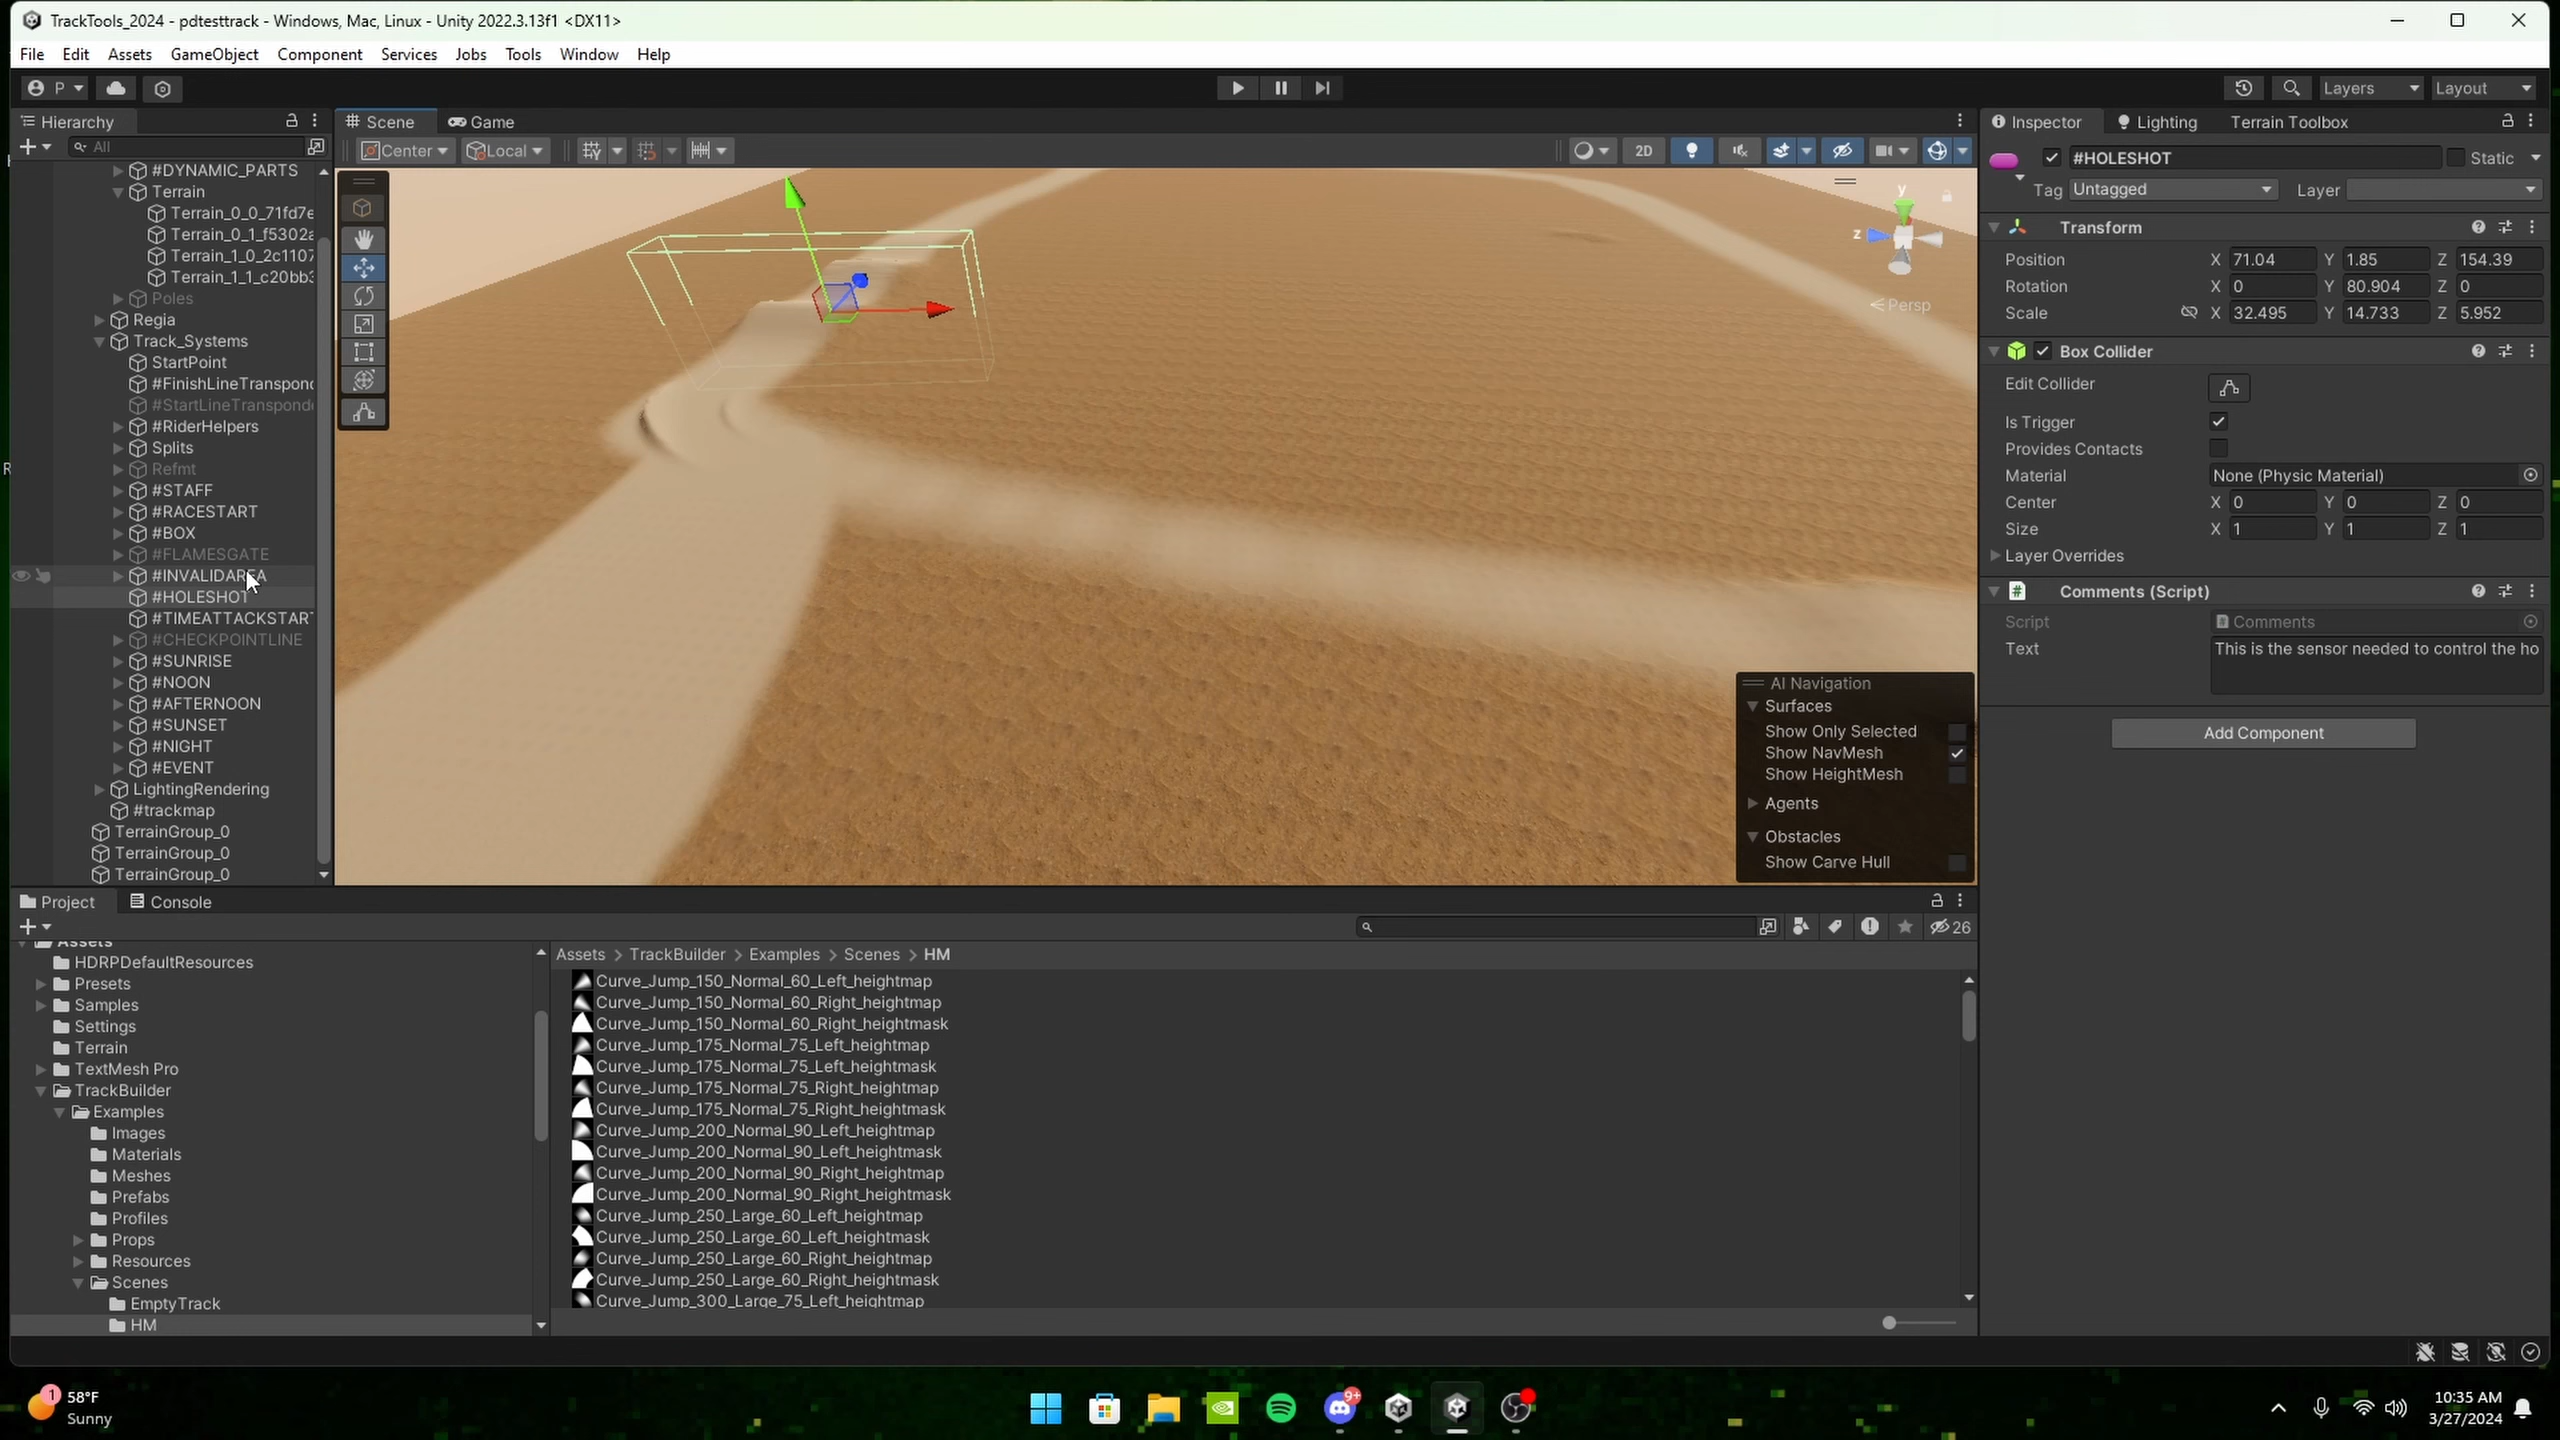 TrackTools_2024 - pdtesttrack - Windows, Mac, Linux - Unity 2022.3.13f1 <DX11>
File Edit Assets GameObject Component Services Jobs Tools Window Help
P Layers Layout
Hierarchy
All
#DYNAMIC_PARTS
Terrain
Terrain_0_0_71fd7e
Terrain_0_1_f5302a
Terrain_1_0_2c1107
Terrain_1_1_c20bb3
Poles
Regia
Track_Systems
StartPoint
#FinishLineTranspond
#StartLineTransponde
#RiderHelpers
Splits
Refmt
#STAFF
#RACESTART
#BOX
#FLAMESGATE
#INVALIDAREA
#HOLESHOT
#TIMEATTACKSTART
#CHECKPOINTLINE
#SUNRISE
#NOON
#AFTERNOON
#SUNSET
#NIGHT
#EVENT
LightingRendering
#trackmap
TerrainGroup_0
TerrainGroup_0
TerrainGroup_0
Scene Game
Center Local 2D
y
z
Persp
AI Navigation
Surfaces
Show Only Selected
Show NavMesh
Show HeightMesh
Agents
Obstacles
Show Carve Hull
Inspector Lighting Terrain Toolbox
#HOLESHOT Static
Tag Untagged Layer
Transform
Position X 71.04 Y 1.85 Z 154.39
Rotation X 0 Y 80.904 Z 0
Scale X 32.495 Y 14.733 Z 5.952
Box Collider
Edit Collider
Is Trigger
Provides Contacts
Material None (Physic Material)
Center X 0 Y 0 Z 0
Size X 1 Y 1 Z 1
Layer Overrides
Comments (Script)
Script Comments
Text This is the sensor needed to control the ho
Add Component
Project Console
26
Assets
HDRPDefaultResources
Presets
Samples
Settings
Terrain
TextMesh Pro
TrackBuilder
Examples
Images
Materials
Meshes
Prefabs
Profiles
Props
Resources
Scenes
EmptyTrack
HM
Assets > TrackBuilder > Examples > Scenes > HM
Curve_Jump_150_Normal_60_Left_heightmap
Curve_Jump_150_Normal_60_Right_heightmap
Curve_Jump_150_Normal_60_Right_heightmask
Curve_Jump_175_Normal_75_Left_heightmap
Curve_Jump_175_Normal_75_Left_heightmask
Curve_Jump_175_Normal_75_Right_heightmap
Curve_Jump_175_Normal_75_Right_heightmask
Curve_Jump_200_Normal_90_Left_heightmap
Curve_Jump_200_Normal_90_Left_heightmask
Curve_Jump_200_Normal_90_Right_heightmap
Curve_Jump_200_Normal_90_Right_heightmask
Curve_Jump_250_Large_60_Left_heightmap
Curve_Jump_250_Large_60_Left_heightmask
Curve_Jump_250_Large_60_Right_heightmap
Curve_Jump_250_Large_60_Right_heightmask
Curve_Jump_300_Large_75_Left_heightmap
1
58°F
Sunny
9+
10:35 AM
3/27/2024